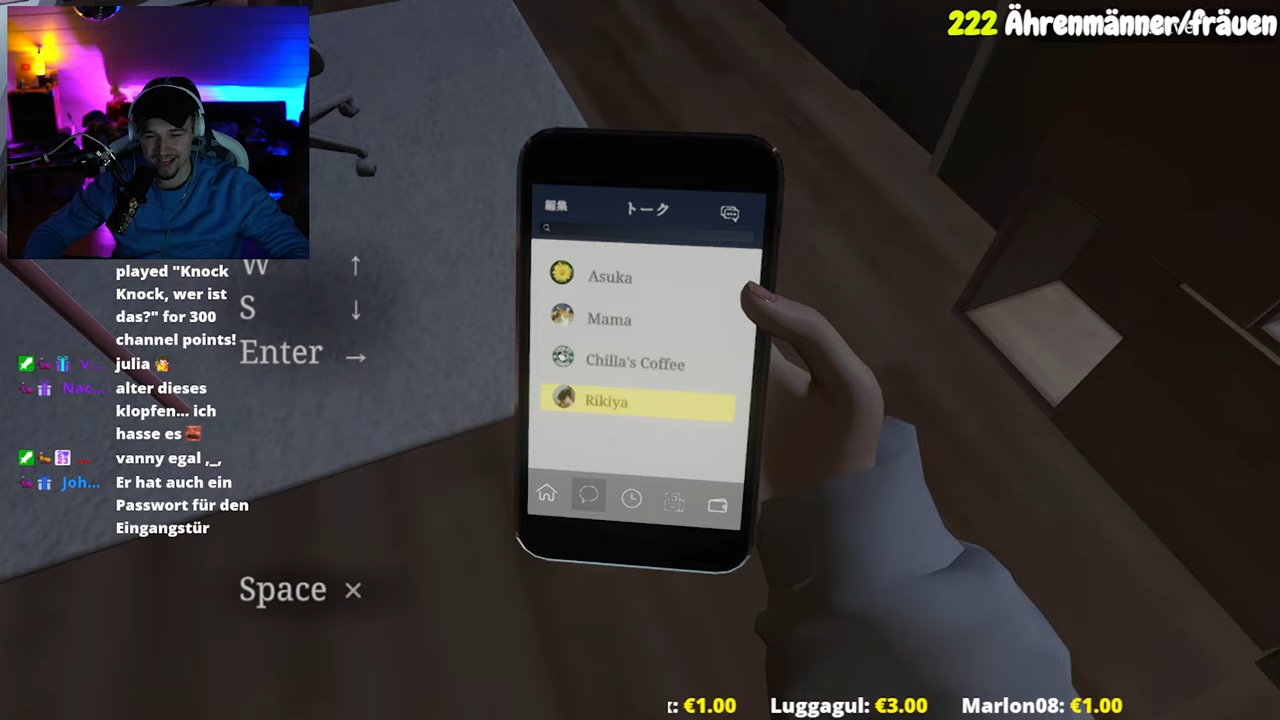 222 Ährenmänner/fräuen
played "Knock
Knock, wer ist
das?" for 300
channel points!
V... julia
Nac... alter dieses
klopfen... ich
hasse es
... vanny egal ,_,
Joh... Er hat auch ein
Passwort für den
Eingangstür
W ↑
S ↓
Enter →
Space ×
編集 トーク
Asuka
Mama
Chilla's Coffee
Rikiya
: €1.00 Luggagul: €3.00 Marlon08: €1.00